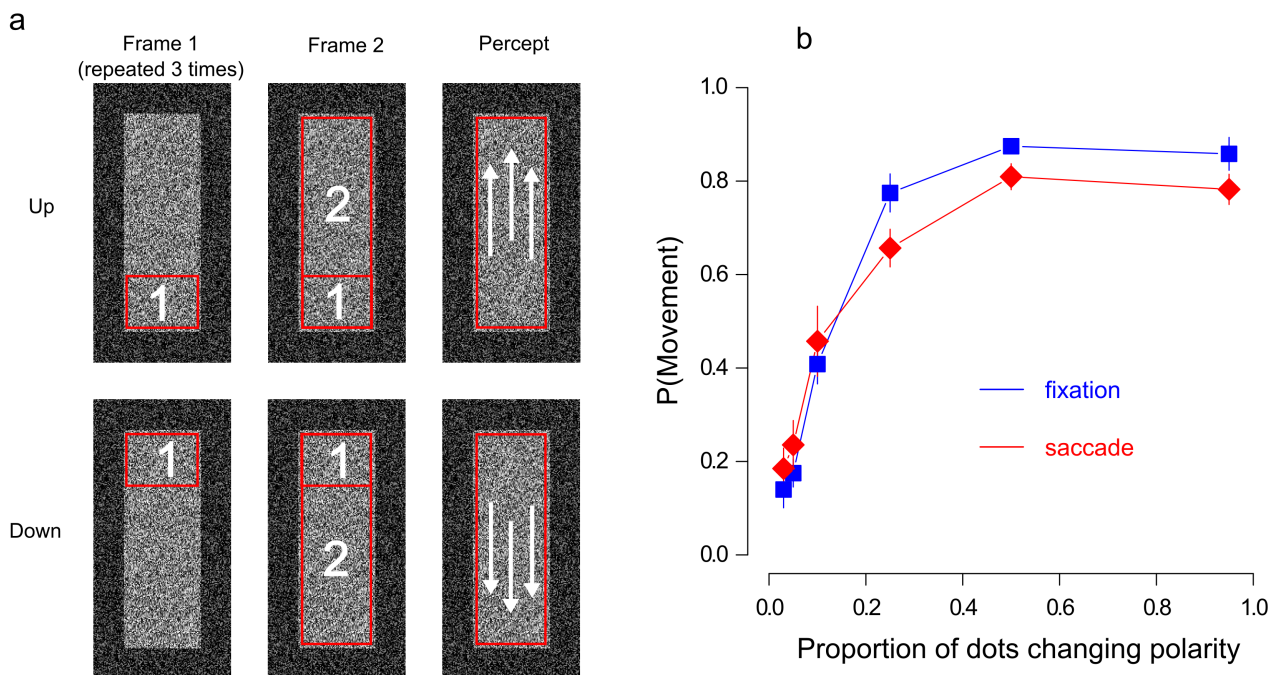 a
Frame 1
(repeated 3 times)
Frame 2
Percept
Up
1
2
1
Down
1
1
2
b
P(Movement)
1.0
0.8
0.6
0.4
0.2
0.0
fixation
saccade
0.0 0.2 0.4 0.6 0.8 1.0
Proportion of dots changing polarity